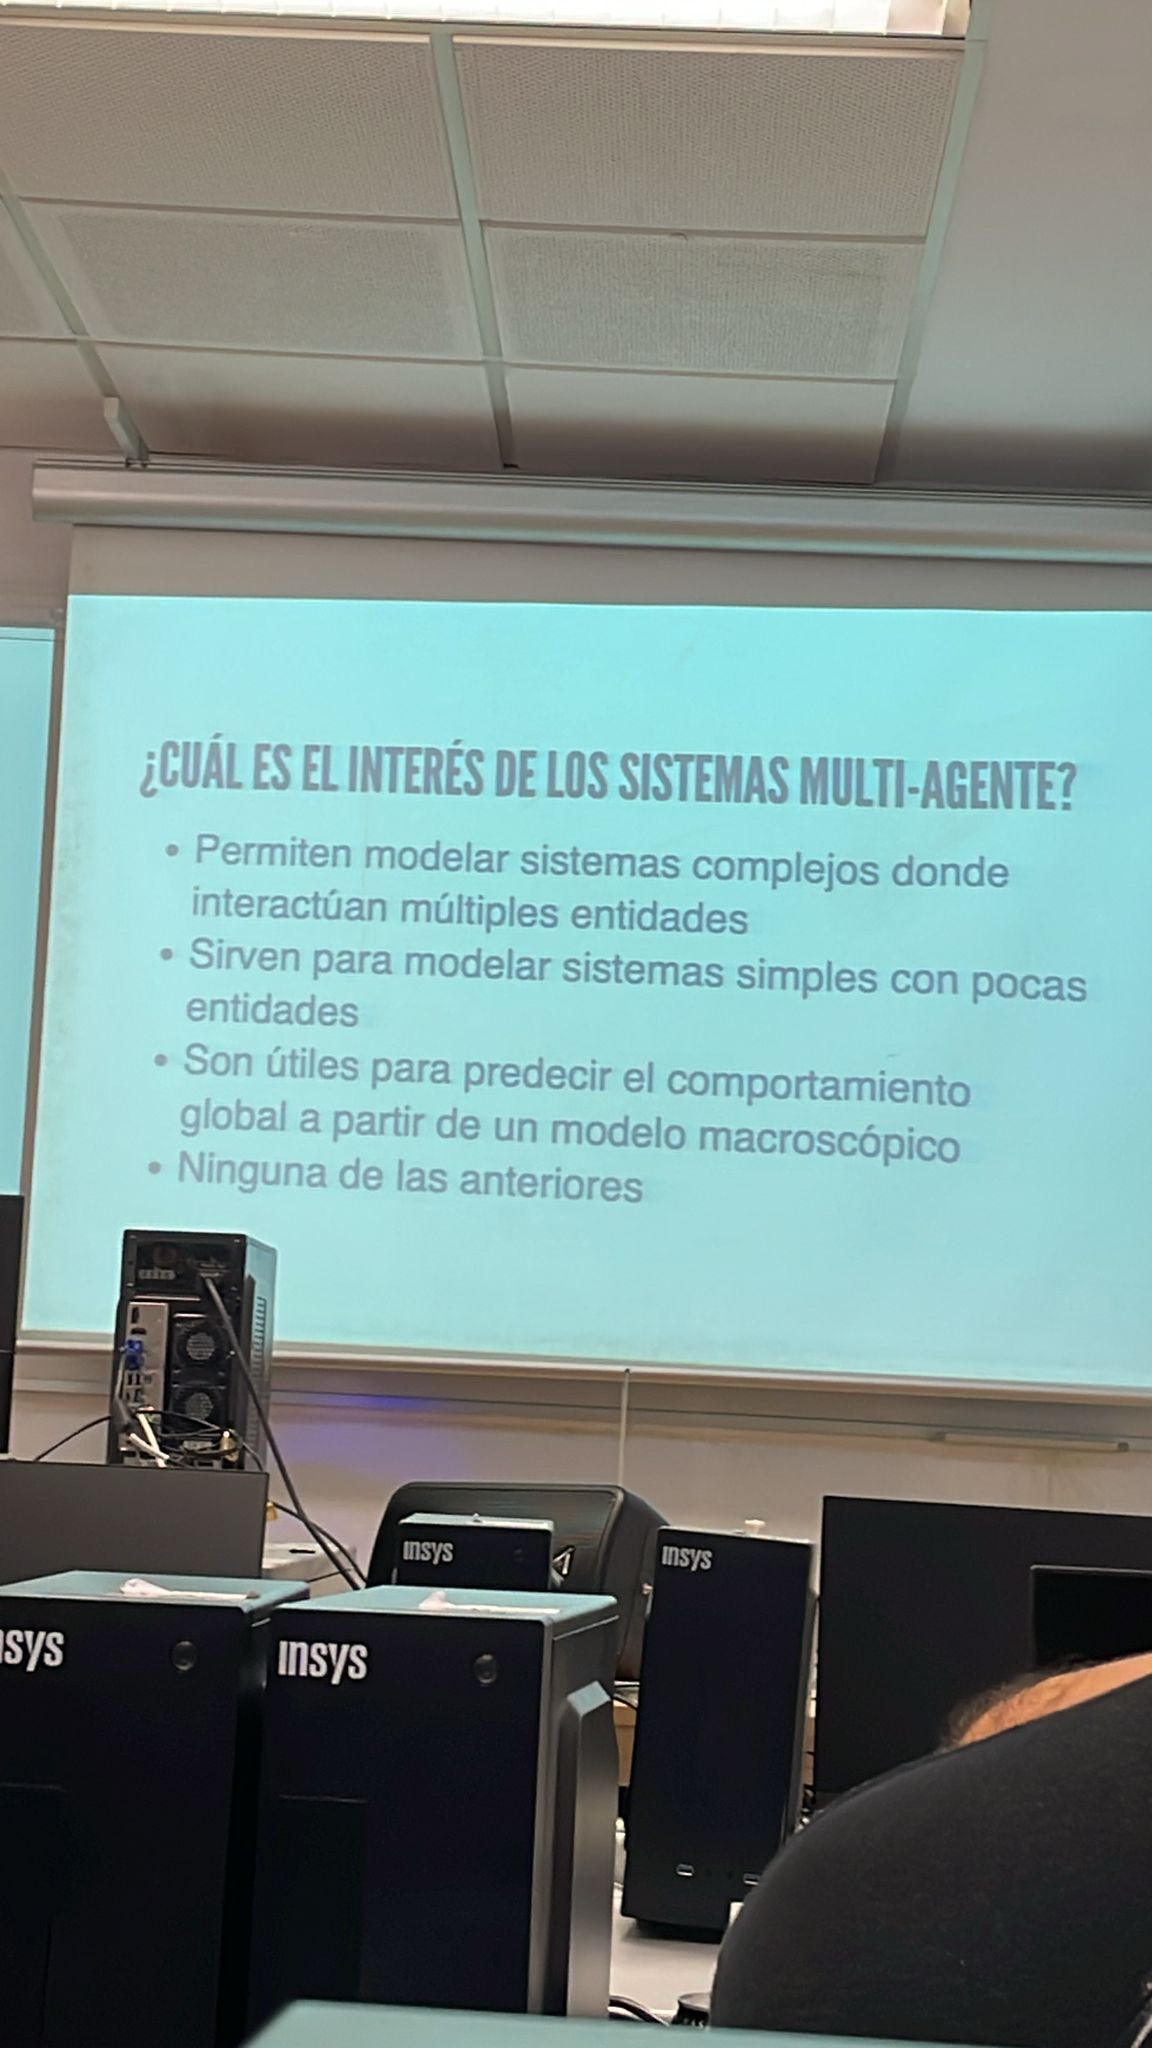 ¿CUÁL ES EL INTERÉS DE LOS SISTEMAS MULTI-AGENTE?
• Permiten modelar sistemas complejos donde
interactúan múltiples entidades
• Sirven para modelar sistemas simples con pocas
entidades
• Son útiles para predecir el comportamiento
global a partir de un modelo macroscópico
• Ninguna de las anteriores
insys
insys
sys
insys